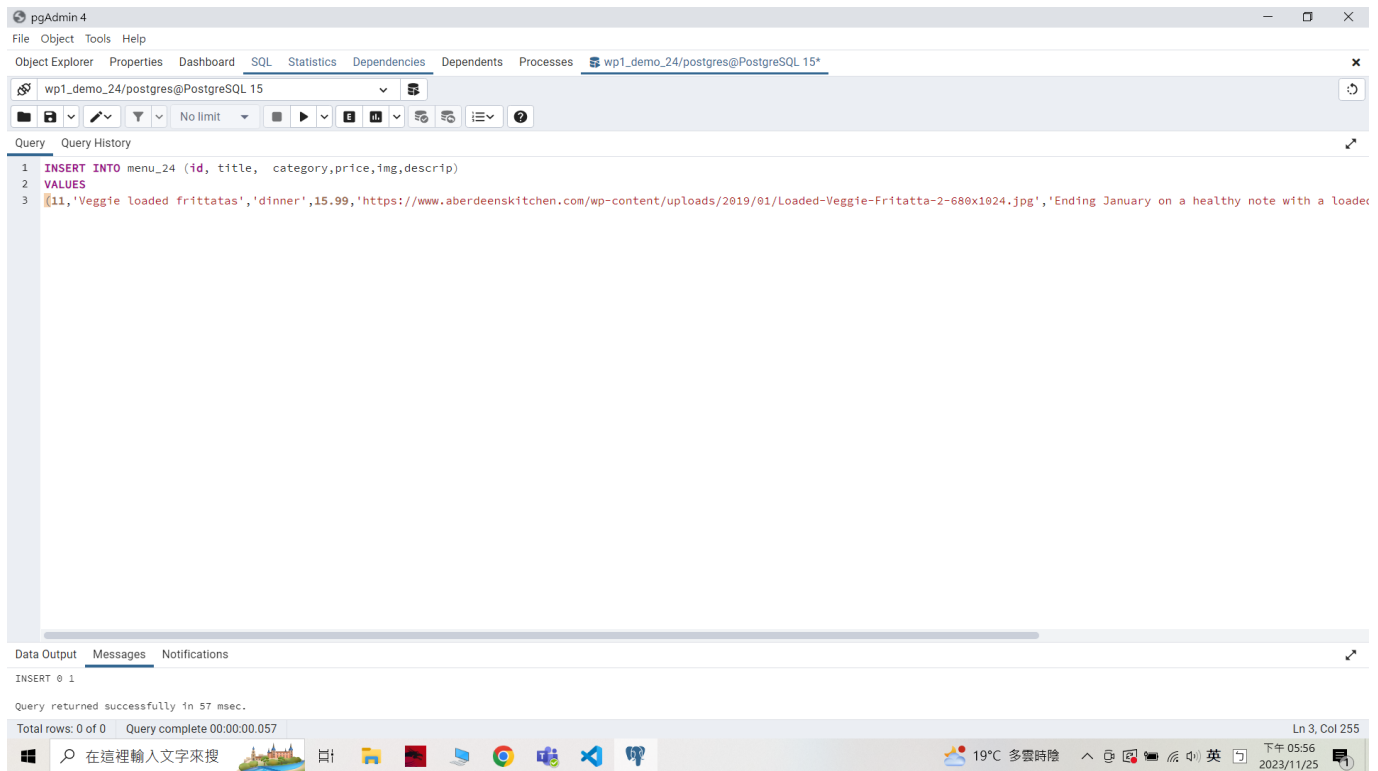 pgAdmin 4
File Object Tools Help
Object Explorer Properties Dashboard SQL Statistics Dependencies Dependents Processes wp1_demo_24/postgres@PostgreSQL 15*
wp1_demo_24/postgres@PostgreSQL 15
No limit
Query Query History
1 INSERT INTO menu_24 (id, title,  category,price,img,descrip)
2 VALUES
3 (11,'Veggie loaded frittatas','dinner',15.99,'https://www.aberdeenskitchen.com/wp-content/uploads/2019/01/Loaded-Veggie-Fritatta-2-680x1024.jpg','Ending January on a healthy note with a loaded
Data Output Messages Notifications
INSERT 0 1
Query returned successfully in 57 msec.
Total rows: 0 of 0 Query complete 00:00:00.057 Ln 3, Col 255
在這裡輸入文字來搜 19°C 多雲時陰 英 下午 05:56
2023/11/25 1